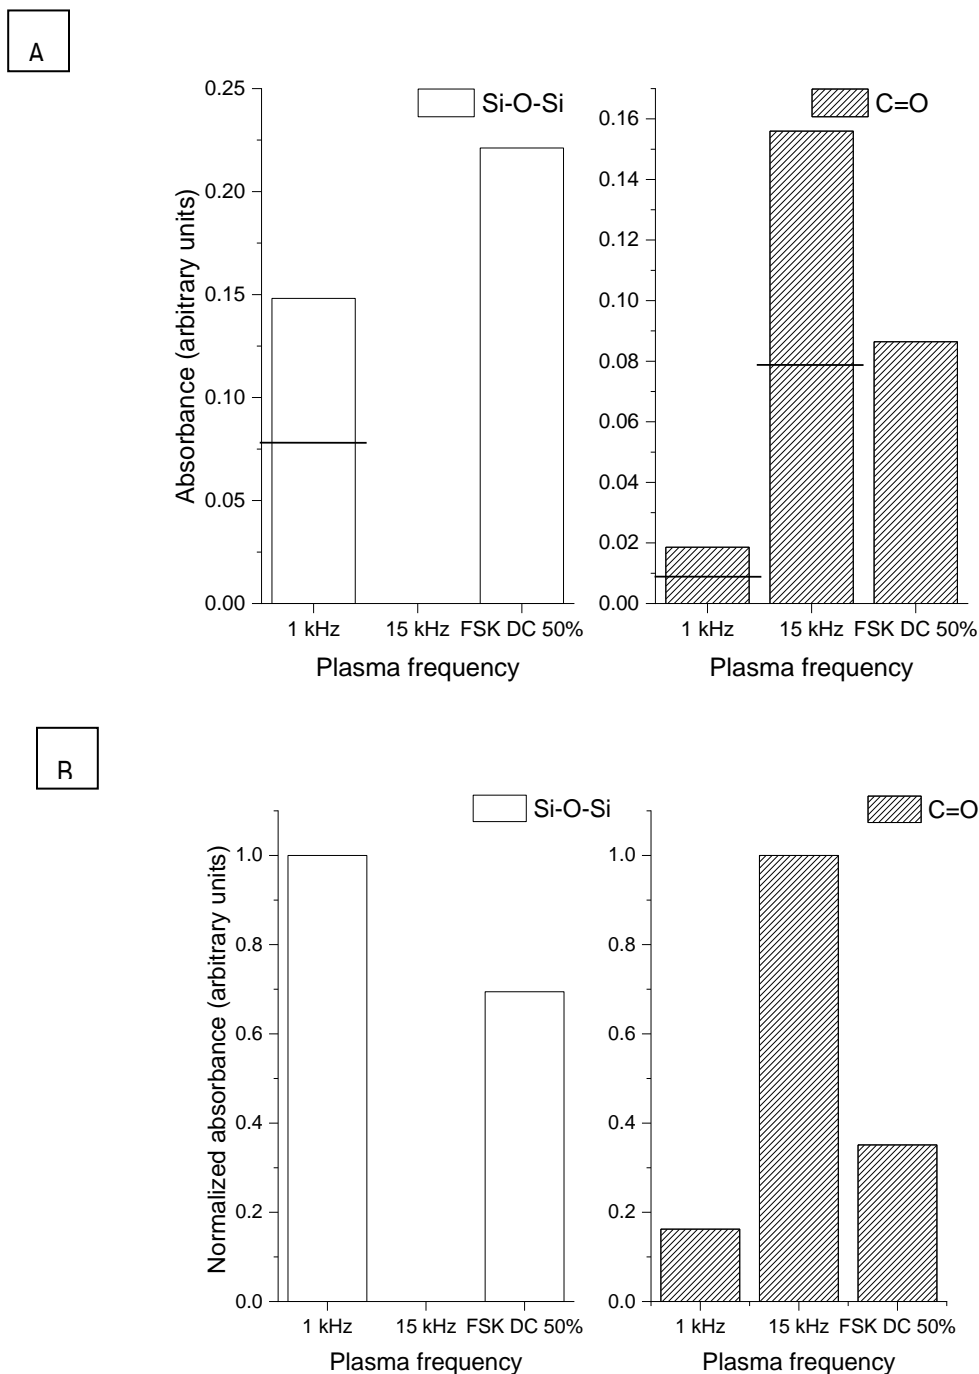 A
Si-O-Si
C=O
Absorbance (arbitrary units)
0.25
0.20
0.15
0.10
0.05
0.00
0.16
0.14
0.12
0.10
0.08
0.06
0.04
0.02
0.00
1 kHz 15 kHz FSK DC 50%
1 kHz 15 kHz FSK DC 50%
Plasma frequency
Plasma frequency
B
Si-O-Si
C=O
Normalized absorbance (arbitrary units)
1.0
0.8
0.6
0.4
0.2
0.0
1.0
0.8
0.6
0.4
0.2
0.0
1 kHz 15 kHz FSK DC 50%
1 kHz 15 kHz FSK DC 50%
Plasma frequency
Plasma frequency